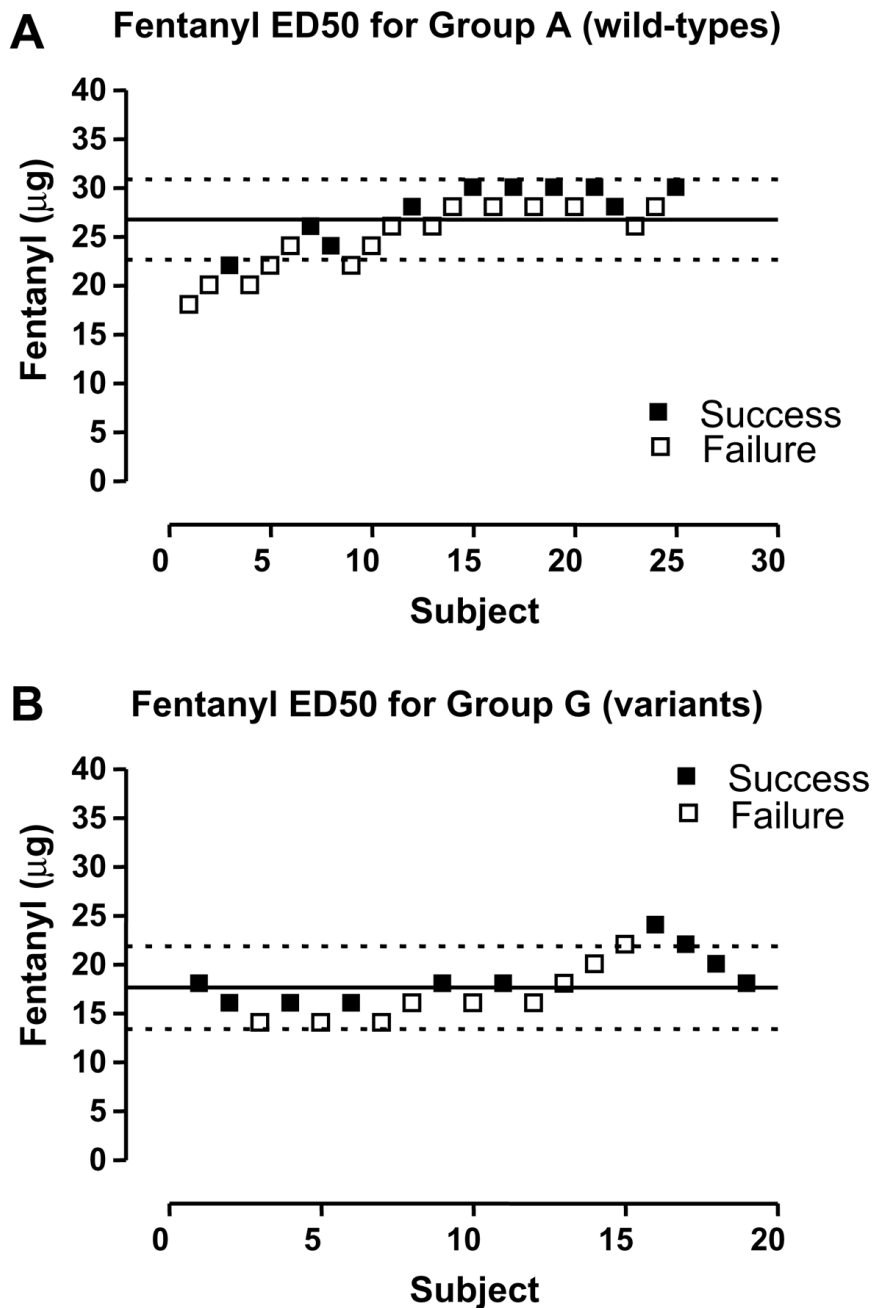 A Fentanyl ED50 for Group A (wild-types)
40
35
30
25
20
15
10
5
0
Fentanyl (μg)
Success
Failure
0 5 10 15 20 25 30
Subject
B Fentanyl ED50 for Group G (variants)
40
35
30
25
20
15
10
5
0
Fentanyl (μg)
Success
Failure
0 5 10 15 20
Subject